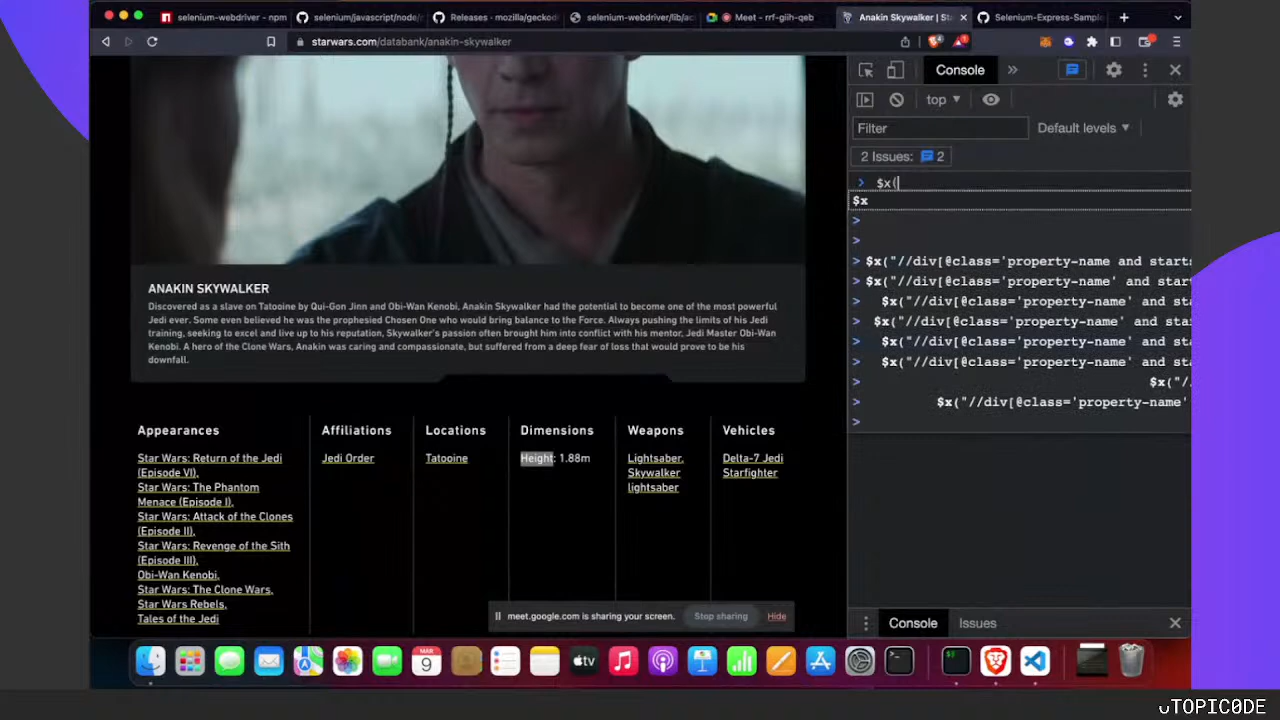 selenium-webdriver - npm
selenium/javascript/node/
Releases · mozilla/gecko
selenium-webdriver/lib/
Meet - rrf-giih-qeb
Anakin Skywalker | Sta
Selenium-Express-Sampl
starwars.com/databank/anakin-skywalker
Console
top
Filter
Default levels
2 Issues: 2
> $x(
$x
>
>
> $x("//div[@class='property-name and starts
> $x("//div[@class='property-name' and sta
> $x("//div[@class='property-name' and sta
> $x("//div[@class='property-name' and star
> $x("//div[@class='property-name' and sta
> $x("//div[@class='property-name' and sta
> $x("/
> $x("//div[@class='property-name'
>
ANAKIN SKYWALKER
Discovered as a slave on Tatooine by Qui-Gon Jinn and Obi-Wan Kenobi, Anakin Skywalker had the potential to become one of the most powerful
Jedi ever. Some even believed he was the prophesied Chosen One who would bring balance to the Force. Always pushing the limits of his Jedi
training, seeking to excel and live up to his reputation, Skywalker's passion often brought him into conflict with his mentor, Jedi Master Obi-Wan
Kenobi. A hero of the Clone Wars, Anakin was caring and compassionate, but suffered from a deep fear of loss that would prove to be his
downfall.
Appearances
Star Wars: Return of the Jedi
(Episode VI),
Star Wars: The Phantom
Menace (Episode I),
Star Wars: Attack of the Clones
(Episode II),
Star Wars: Revenge of the Sith
(Episode III),
Obi-Wan Kenobi,
Star Wars: The Clone Wars,
Star Wars Rebels,
Tales of the Jedi
Affiliations
Jedi Order
Locations
Tatooine
Dimensions
Height: 1.88m
Weapons
Lightsaber,
Skywalker
lightsaber
Vehicles
Delta-7 Jedi
Starfighter
meet.google.com is sharing your screen.
Stop sharing
Hide
Console
Issues
MAR
9
tv
uTOPIC0DE